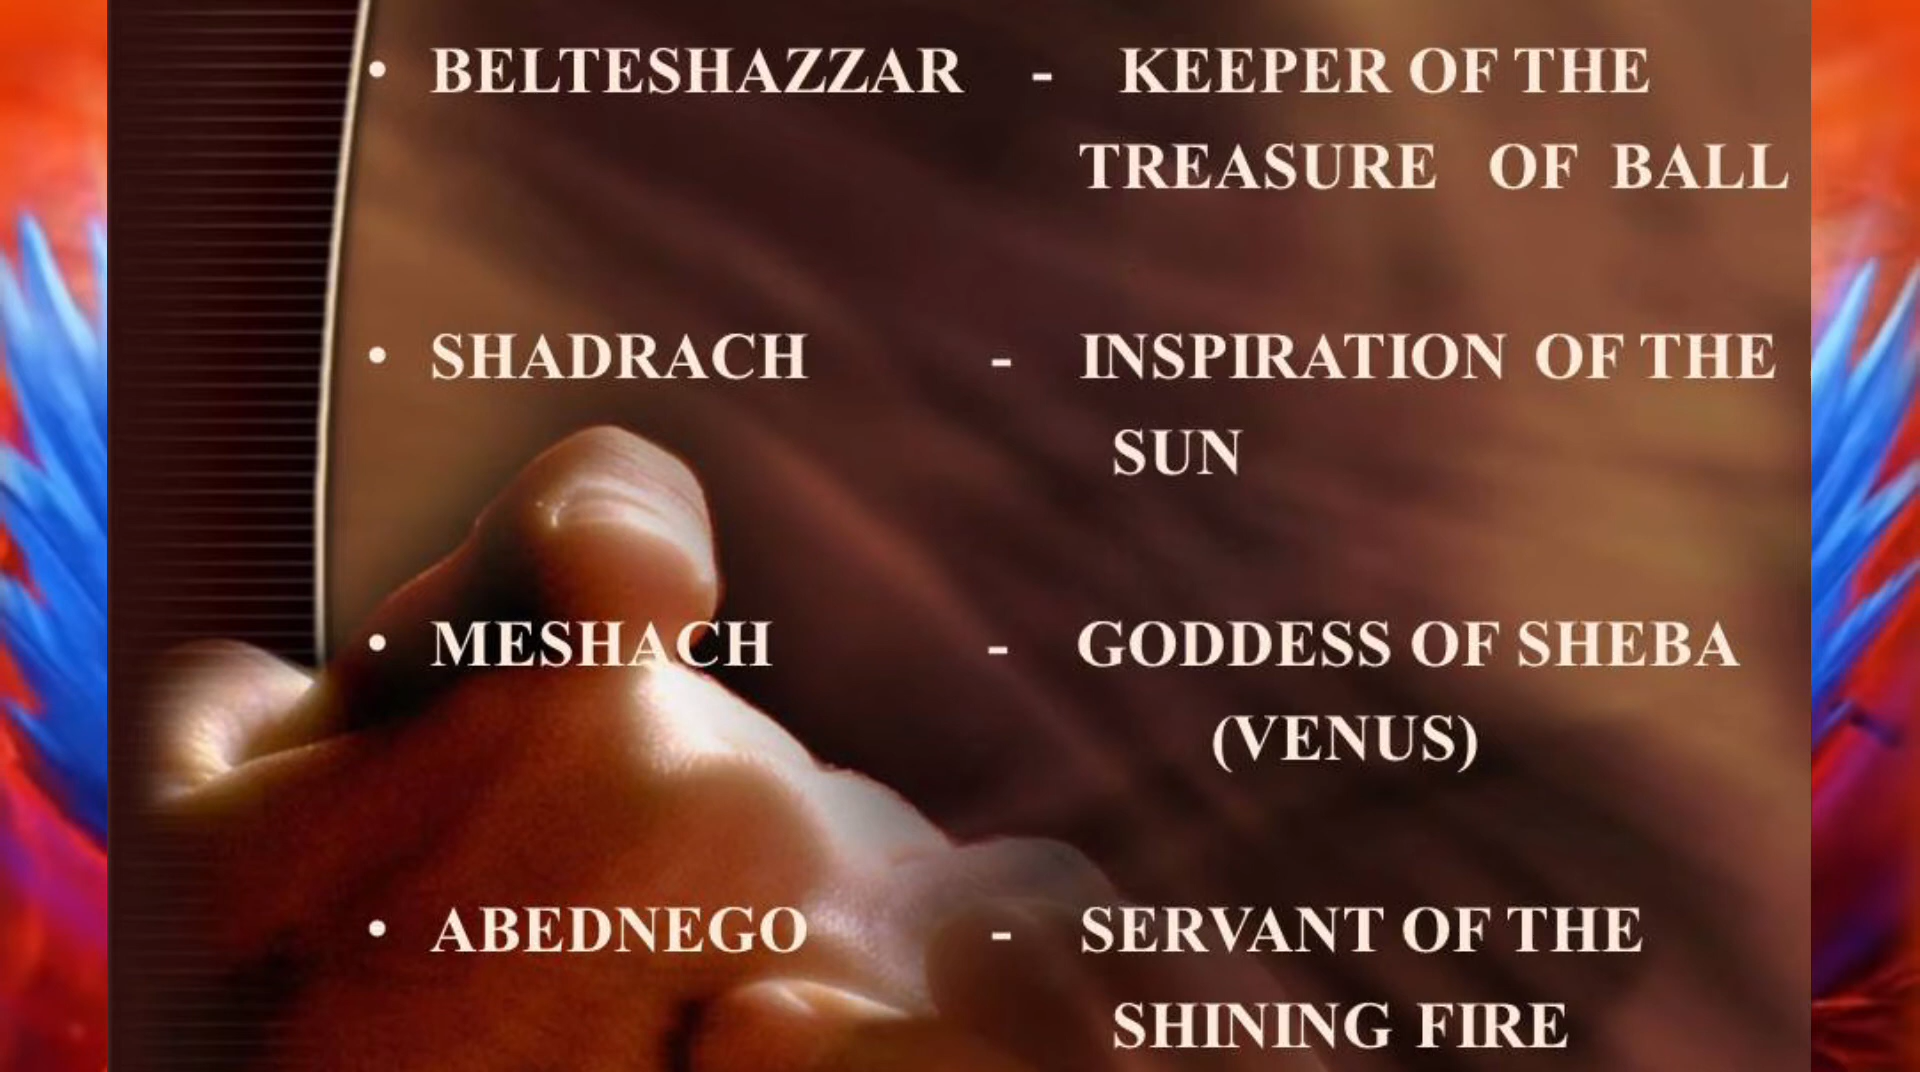 • BELTESHAZZAR - KEEPER OF THE
TREASURE OF BALL
• SHADRACH - INSPIRATION OF THE
SUN
• MESHACH - GODDESS OF SHEBA
(VENUS)
• ABEDNEGO - SERVANT OF THE
SHINING FIRE